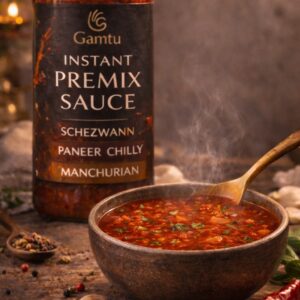 Gamtu
INSTANT
PREMIX
SAUCE
SCHEZWANN
PANEER CHILLY
MANCHURIAN